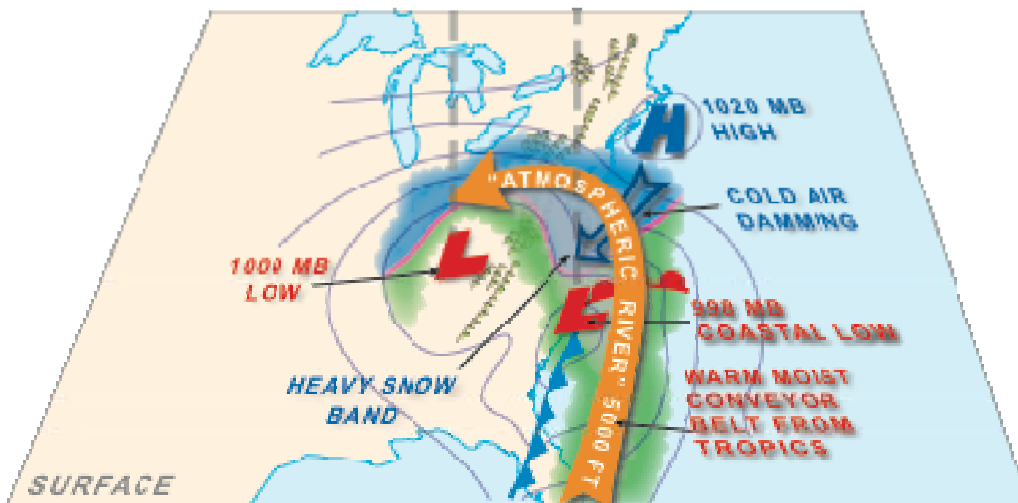 1020 MB
HIGH
"ATMOSPHERIC RIVER" 5000 FT
COLD AIR
DAMMING
H
1000 MB
LOW
L
L
998 MB
COASTAL LOW
HEAVY SNOW
BAND
WARM MOIST
CONVEYOR
BELT FROM
TROPICS
SURFACE